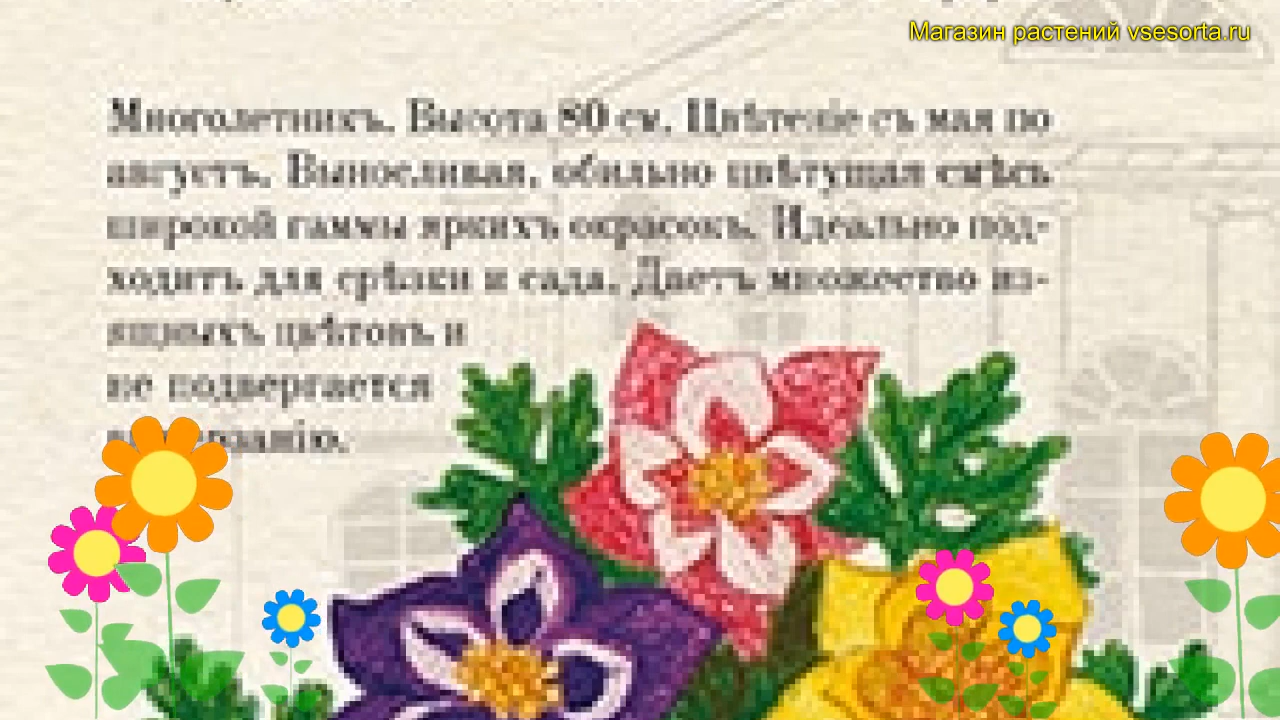 Магазин растений vsesorta.ru
Многолетникъ. Высота 80 см. Цвѣтеніе съ мая по
августъ. Выносливая, обильно цвѣтущая смѣсь
широкой гаммы яркихъ окрасокъ. Идеально под-
ходитъ для срѣзки и сада. Даетъ множество из-
ящныхъ цвѣтовъ и
не подвергается